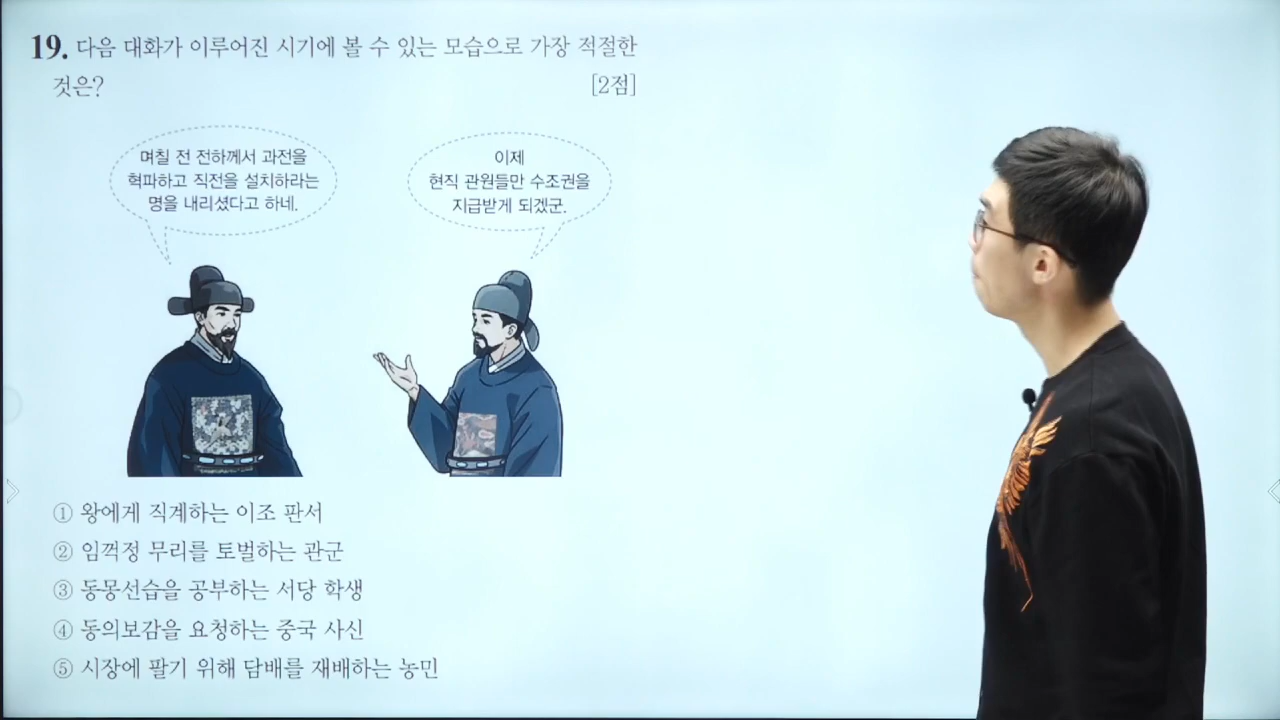 19. 다음 대화가 이루어진 시기에 볼 수 있는 모습으로 가장 적절한
것은? [2점]
며칠 전 전하께서 과전을
혁파하고 직전을 설치하라는
명을 내리셨다고 하네.
이제
현직 관원들만 수조권을
지급받게 되겠군.
① 왕에게 직계하는 이조 판서
② 임꺽정 무리를 토벌하는 관군
③ 동몽선습을 공부하는 서당 학생
④ 동의보감을 요청하는 중국 사신
⑤ 시장에 팔기 위해 담배를 재배하는 농민